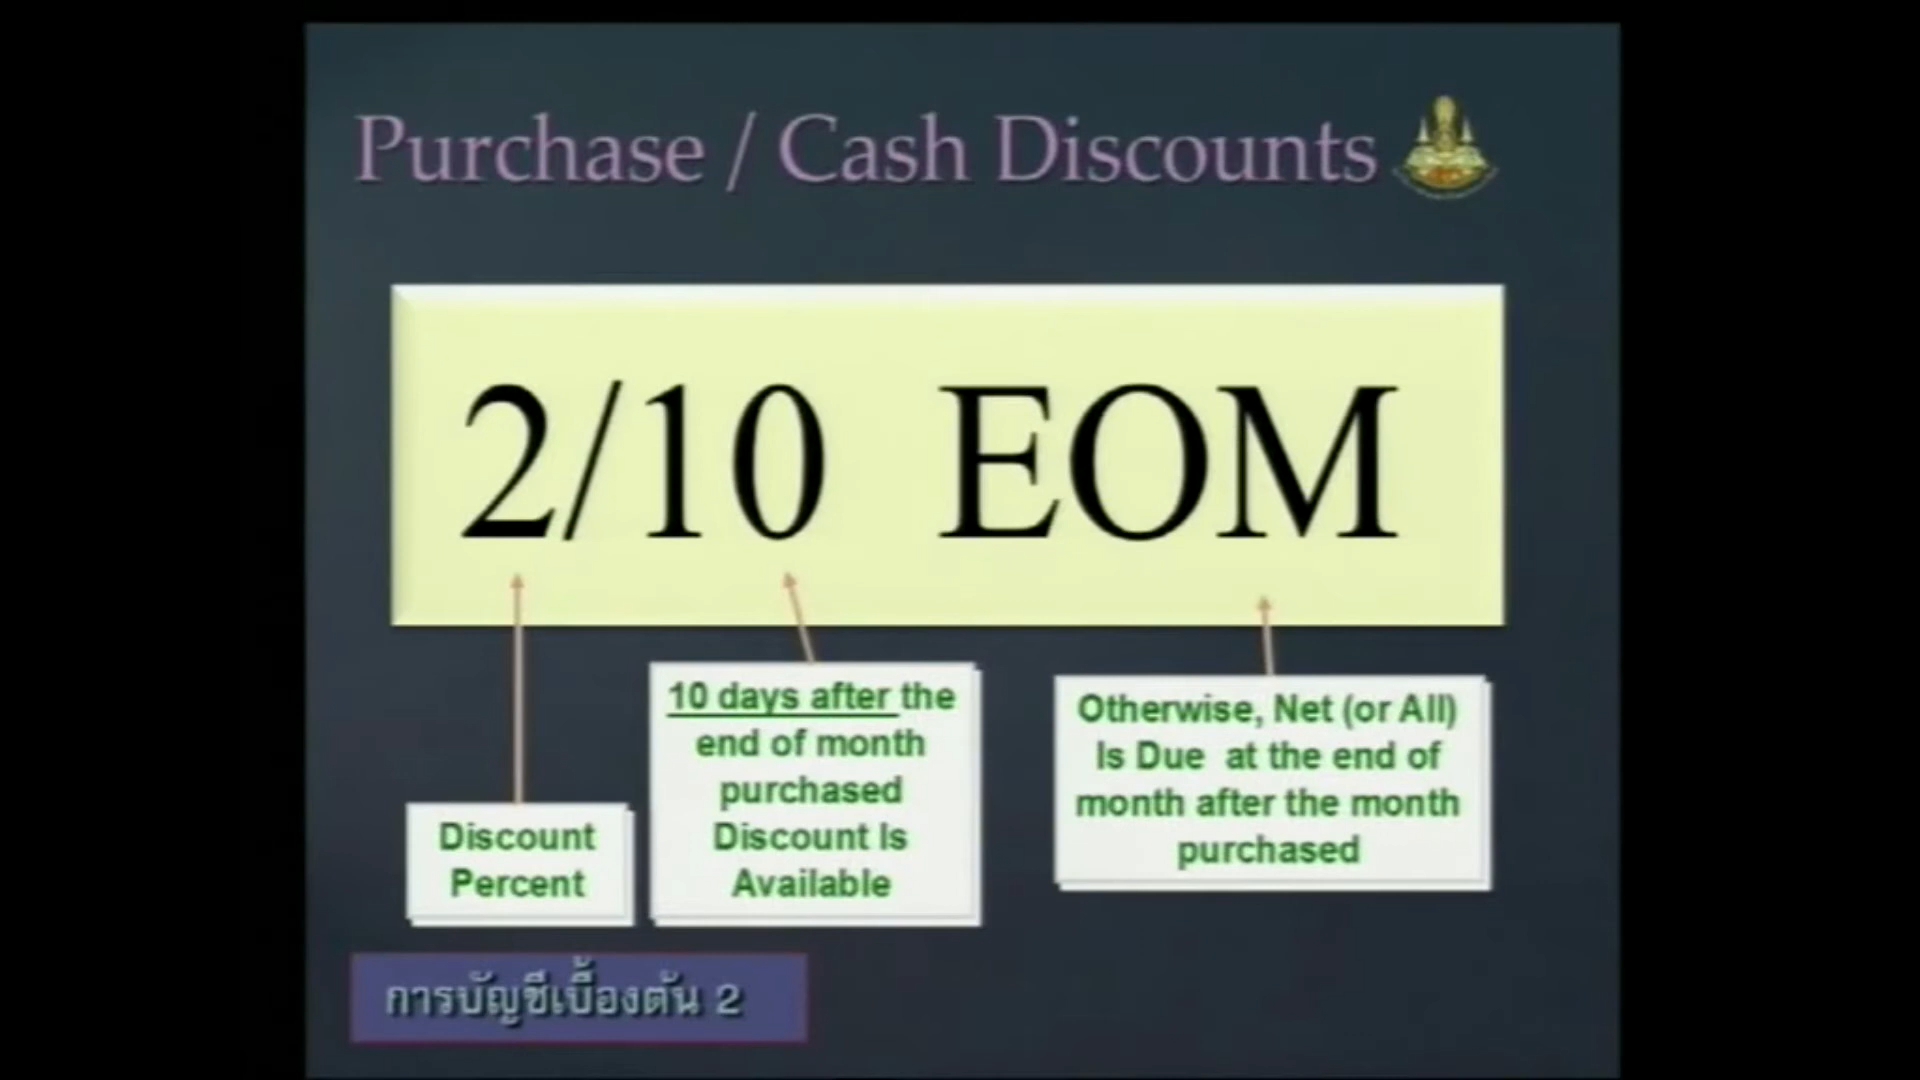 Purchase / Cash Discounts
2/10 EOM
Discount
Percent
10 days after the
end of month
purchased
Discount Is
Available
Otherwise, Net (or All)
Is Due at the end of
month after the month
purchased
การบัญชีเบื้องต้น 2